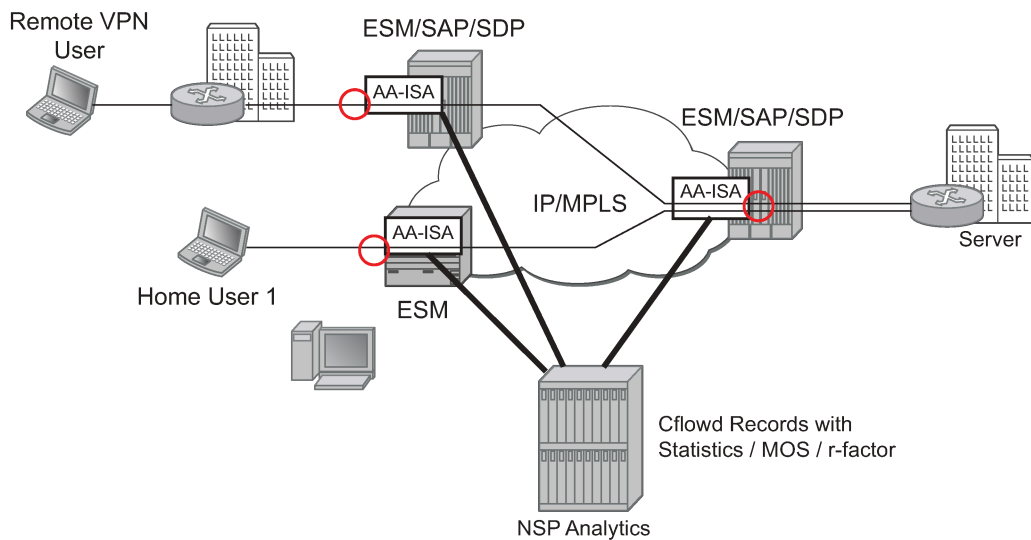 Remote VPN
User
ESM/SAP/SDP
AA-ISA
ESM/SAP/SDP
AA-ISA
IP/MPLS
AA-ISA
Server
Home User 1
ESM
Cflowd Records with
Statistics / MOS / r-factor
NSP Analytics